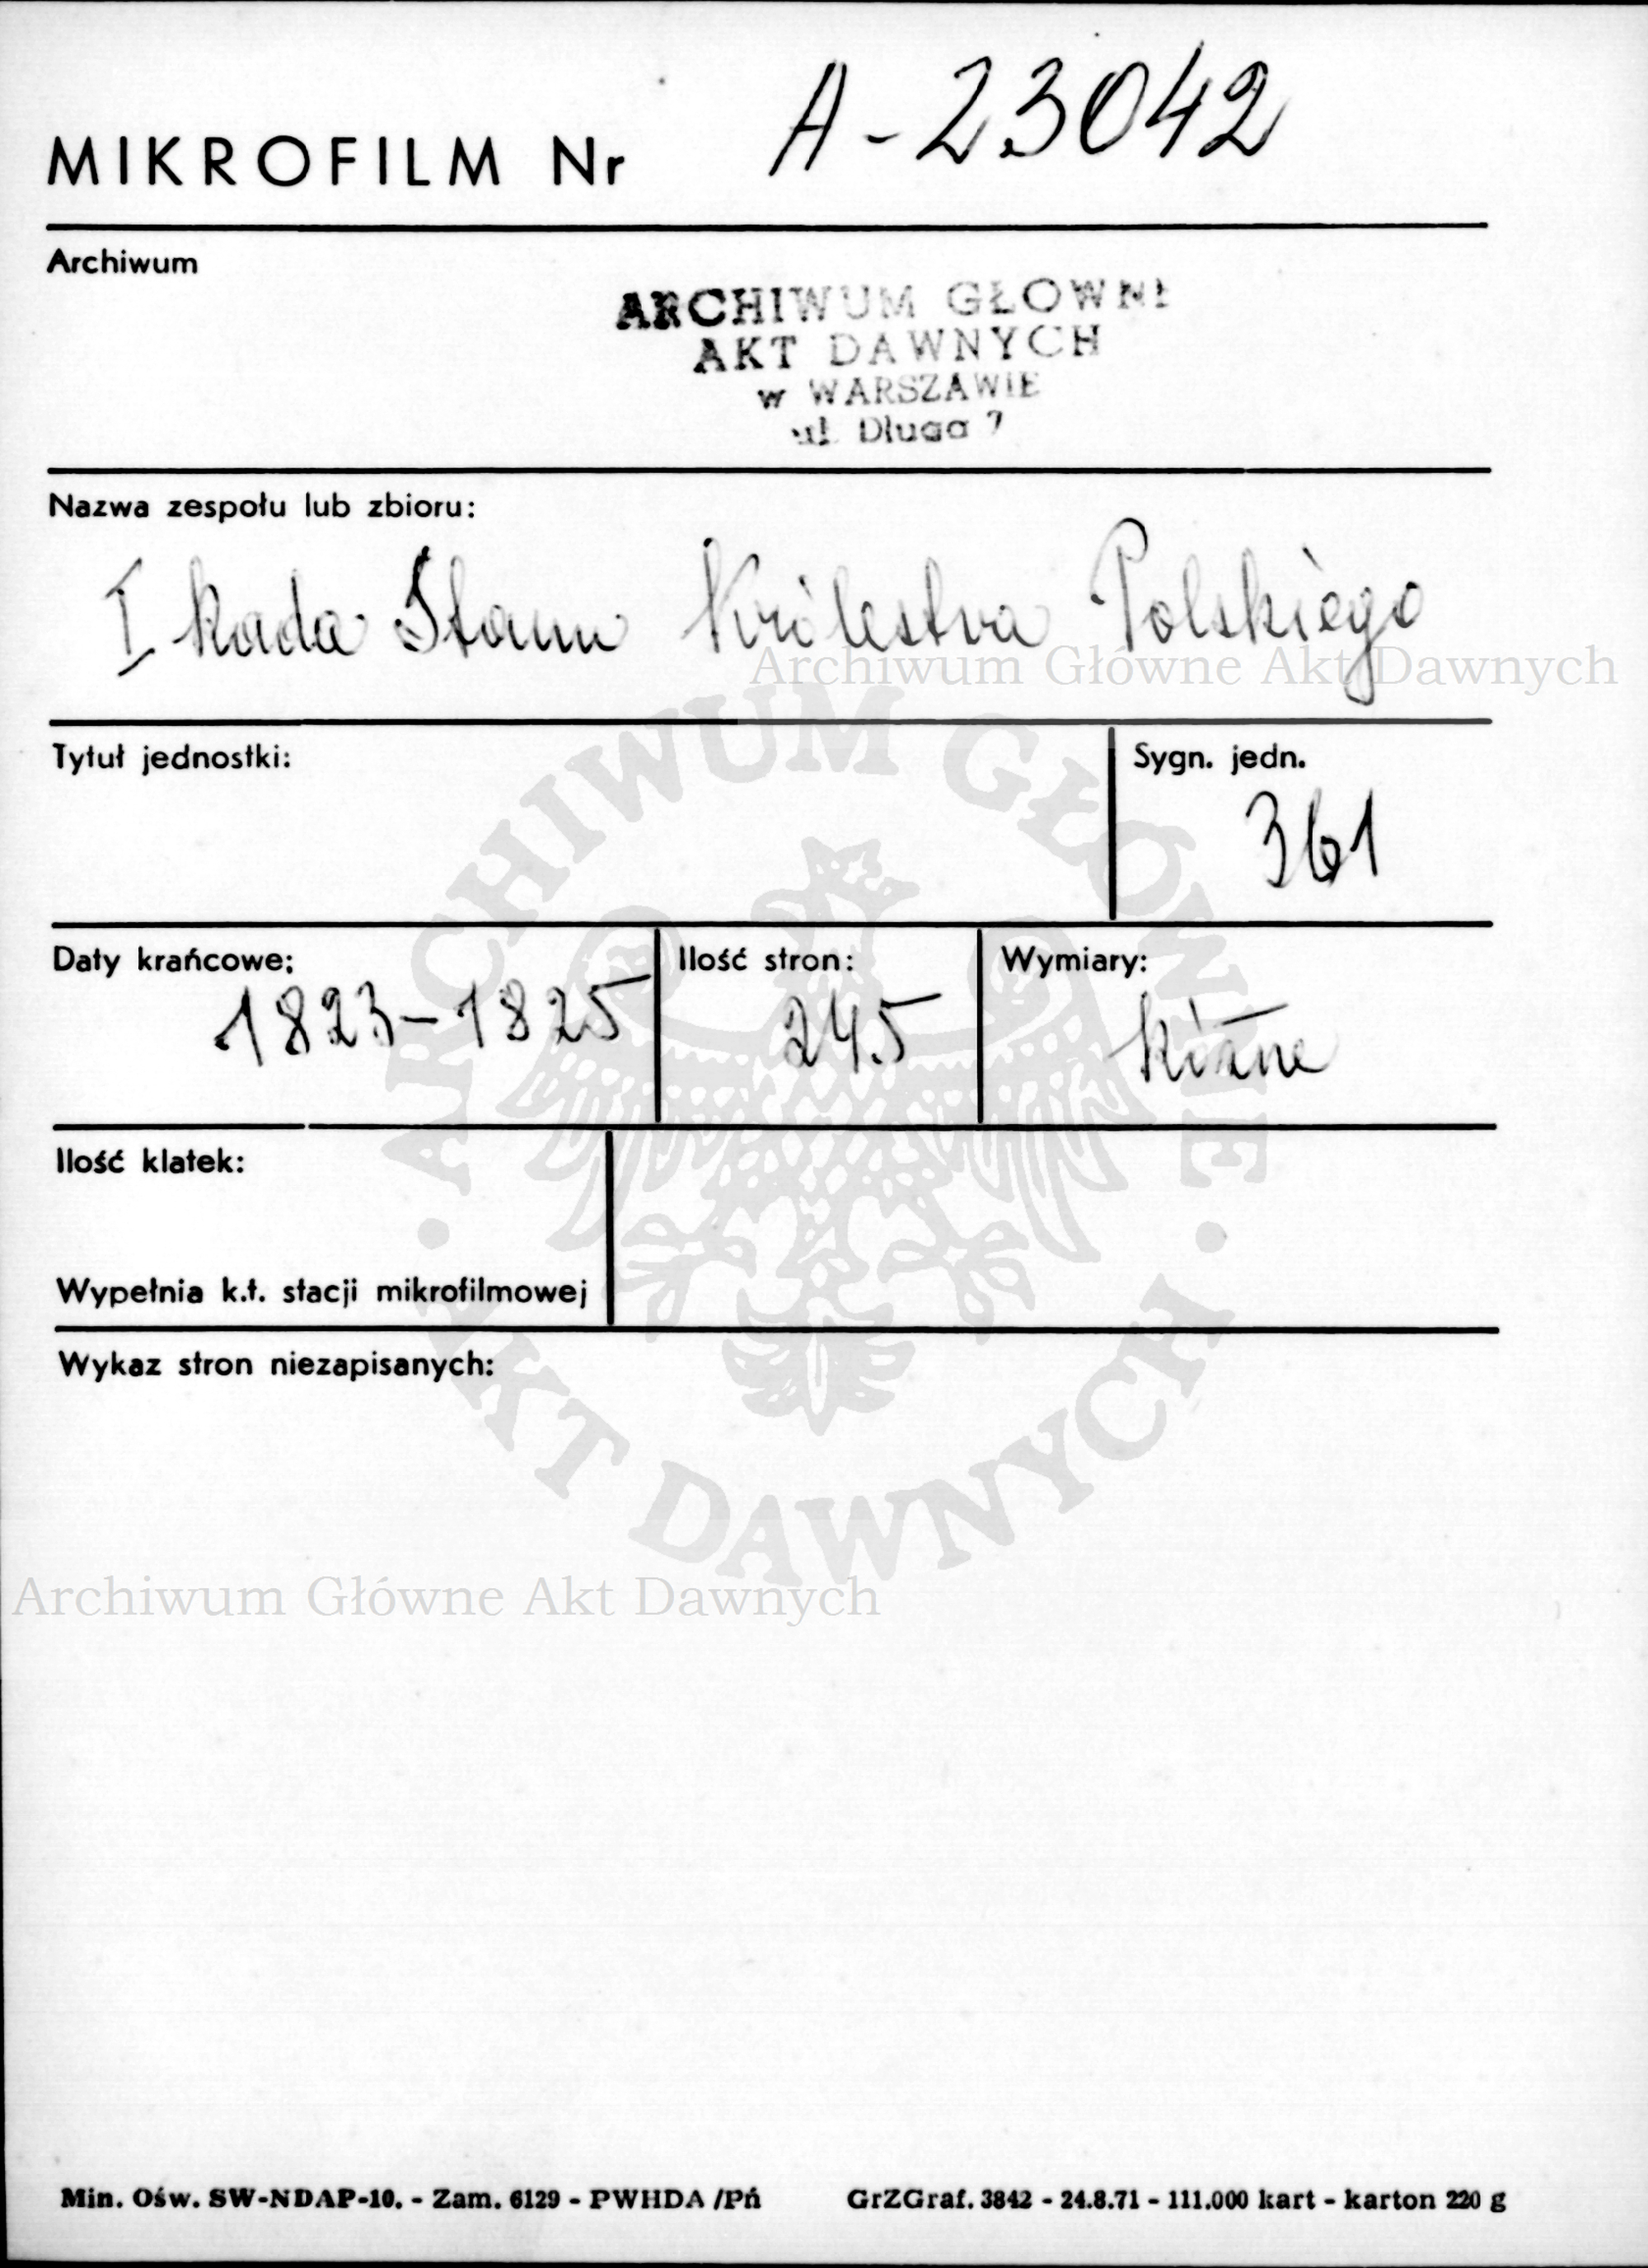 MIKROFILM Nr A-23042
Archiwum
ARCHIWUM GŁOWNE
AKT DAWNYCH
w WARSZAWIE
ul. Długa 7
Nazwa zespołu lub zbioru:
I Rada Stanu Królestwa Polskiego
Archiwum Główne Akt Dawnych
Tytuł jednostki:
Sygn. jedn.
361
Daty krańcowe:
1823-1825
Ilość stron:
245
Wymiary:
Różne
Ilość klatek:
Wypełnia k.t. stacji mikrofilmowej
Wykaz stron niezapisanych:
ARCHIWUM GŁÓWNE
· AKT DAWNYCH ·
Archiwum Główne Akt Dawnych
Min. Ośw. SW-NDAP-10. - Zam. 6129 - PWHDA/Pń GrZGraf. 3842 - 24.8.71 - 111.000 kart - karton 220 g